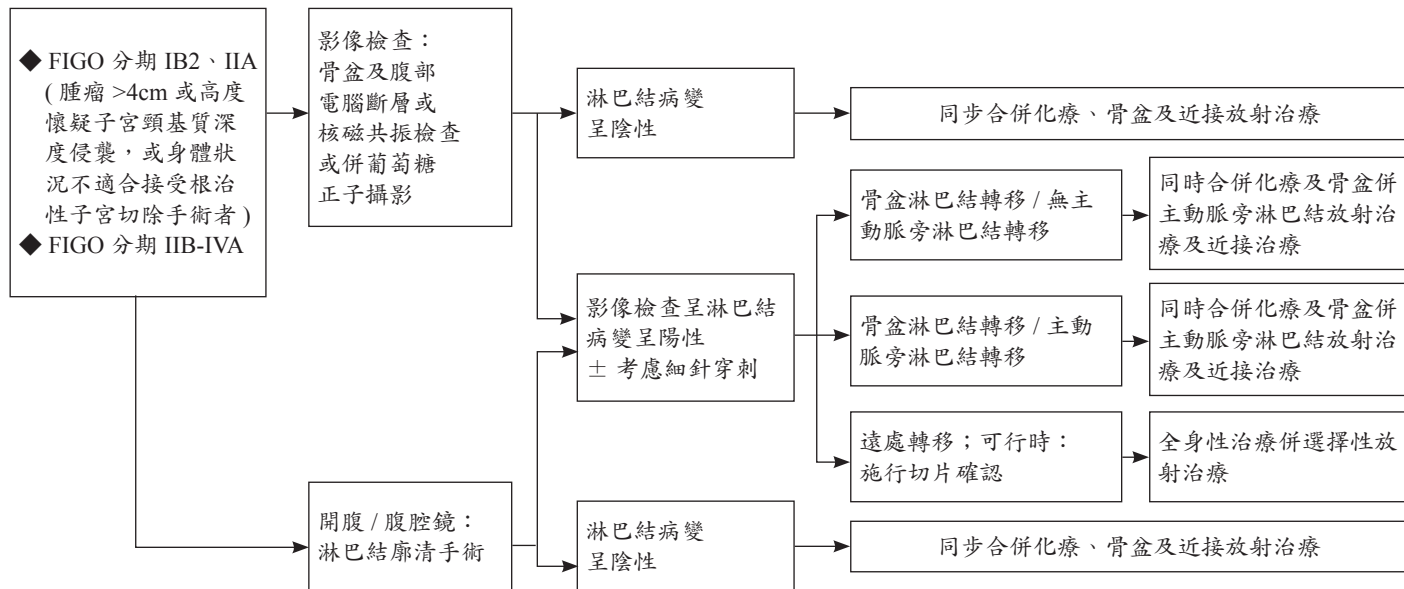 ◆ FIGO 分期 IB2、IIA
( 腫瘤 >4cm 或高度
懷疑子宮頸基質深
度侵襲，或身體狀
況不適合接受根治
性子宮切除手術者 )
◆ FIGO 分期 IIB-IVA
影像檢查：
骨盆及腹部
電腦斷層或
核磁共振檢查
或併葡萄糖
正子攝影
淋巴結病變
呈陰性
同步合併化療、骨盆及近接放射治療
骨盆淋巴結轉移 / 無主
動脈旁淋巴結轉移
同時合併化療及骨盆併
主動脈旁淋巴結放射治
療及近接治療
影像檢查呈淋巴結
病變呈陽性
± 考慮細針穿刺
骨盆淋巴結轉移 / 主動
脈旁淋巴結轉移
同時合併化療及骨盆併
主動脈旁淋巴結放射治
療及近接治療
遠處轉移；可行時：
施行切片確認
全身性治療併選擇性放
射治療
開腹 / 腹腔鏡：
淋巴結廓清手術
淋巴結病變
呈陰性
同步合併化療、骨盆及近接放射治療